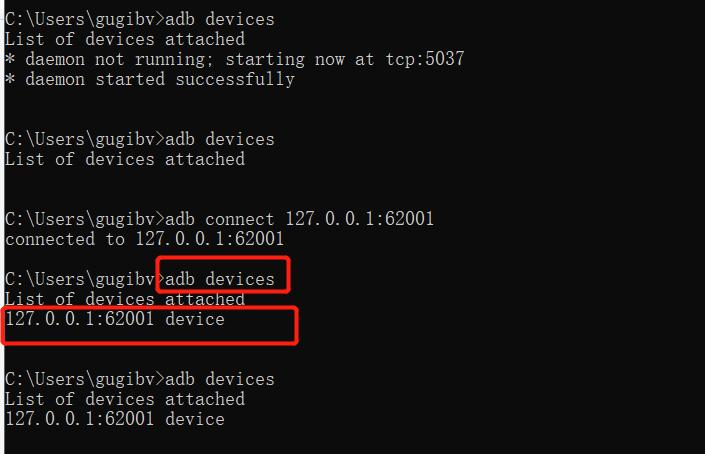 C:\Users\gugibv>adb devices
List of devices attached
* daemon not running; starting now at tcp:5037
* daemon started successfully
C:\Users\gugibv>adb devices
List of devices attached
C:\Users\gugibv>adb connect 127.0.0.1:62001
connected to 127.0.0.1:62001
C:\Users\gugibv>adb devices
List of devices attached
127.0.0.1:62001 device
C:\Users\gugibv>adb devices
List of devices attached
127.0.0.1:62001 device